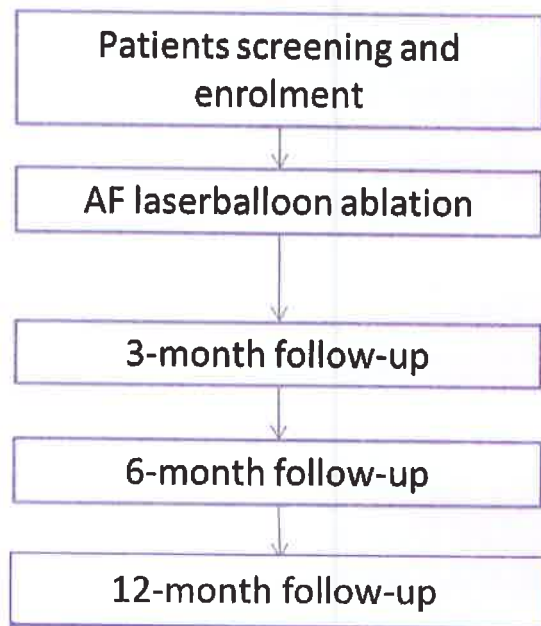 Patients screening and
enrolment
AF laserballoon ablation
3-month follow-up
6-month follow-up
12-month follow-up